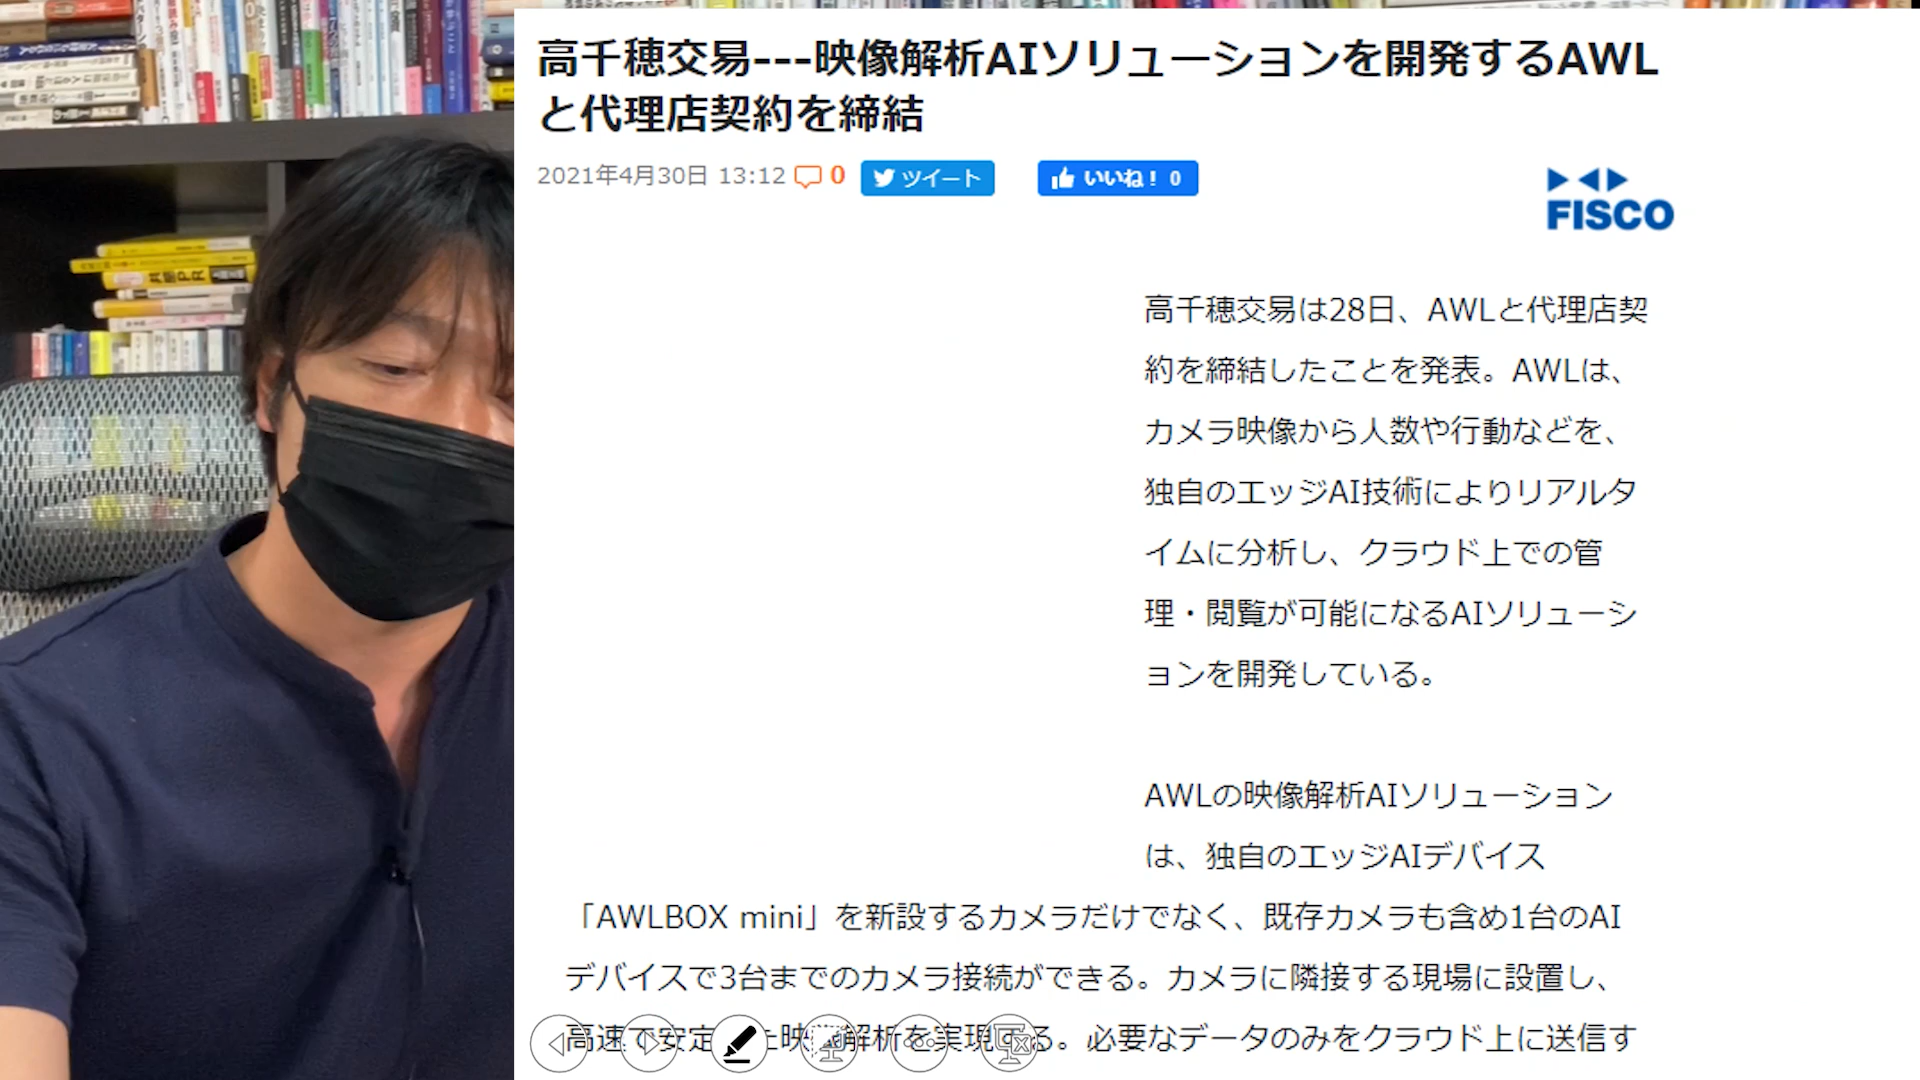 高千穂交易---映像解析AIソリューションを開発するAWL
と代理店契約を締結
2021年4月30日 13:12 0 ツイート いいね! 0
FISCO
高千穂交易は28日、AWLと代理店契
約を締結したことを発表。AWLは、
カメラ映像から人数や行動などを、
独自のエッジAI技術によりリアルタ
イムに分析し、クラウド上での管
理・閲覧が可能になるAIソリューシ
ョンを開発している。
AWLの映像解析AIソリューション
は、独自のエッジAIデバイス
「AWLBOX mini」を新設するカメラだけでなく、既存カメラも含め1台のAI
デバイスで3台までのカメラ接続ができる。カメラに隣接する現場に設置し、
高速で安定した映像解析を実現する。必要なデータのみをクラウド上に送信す